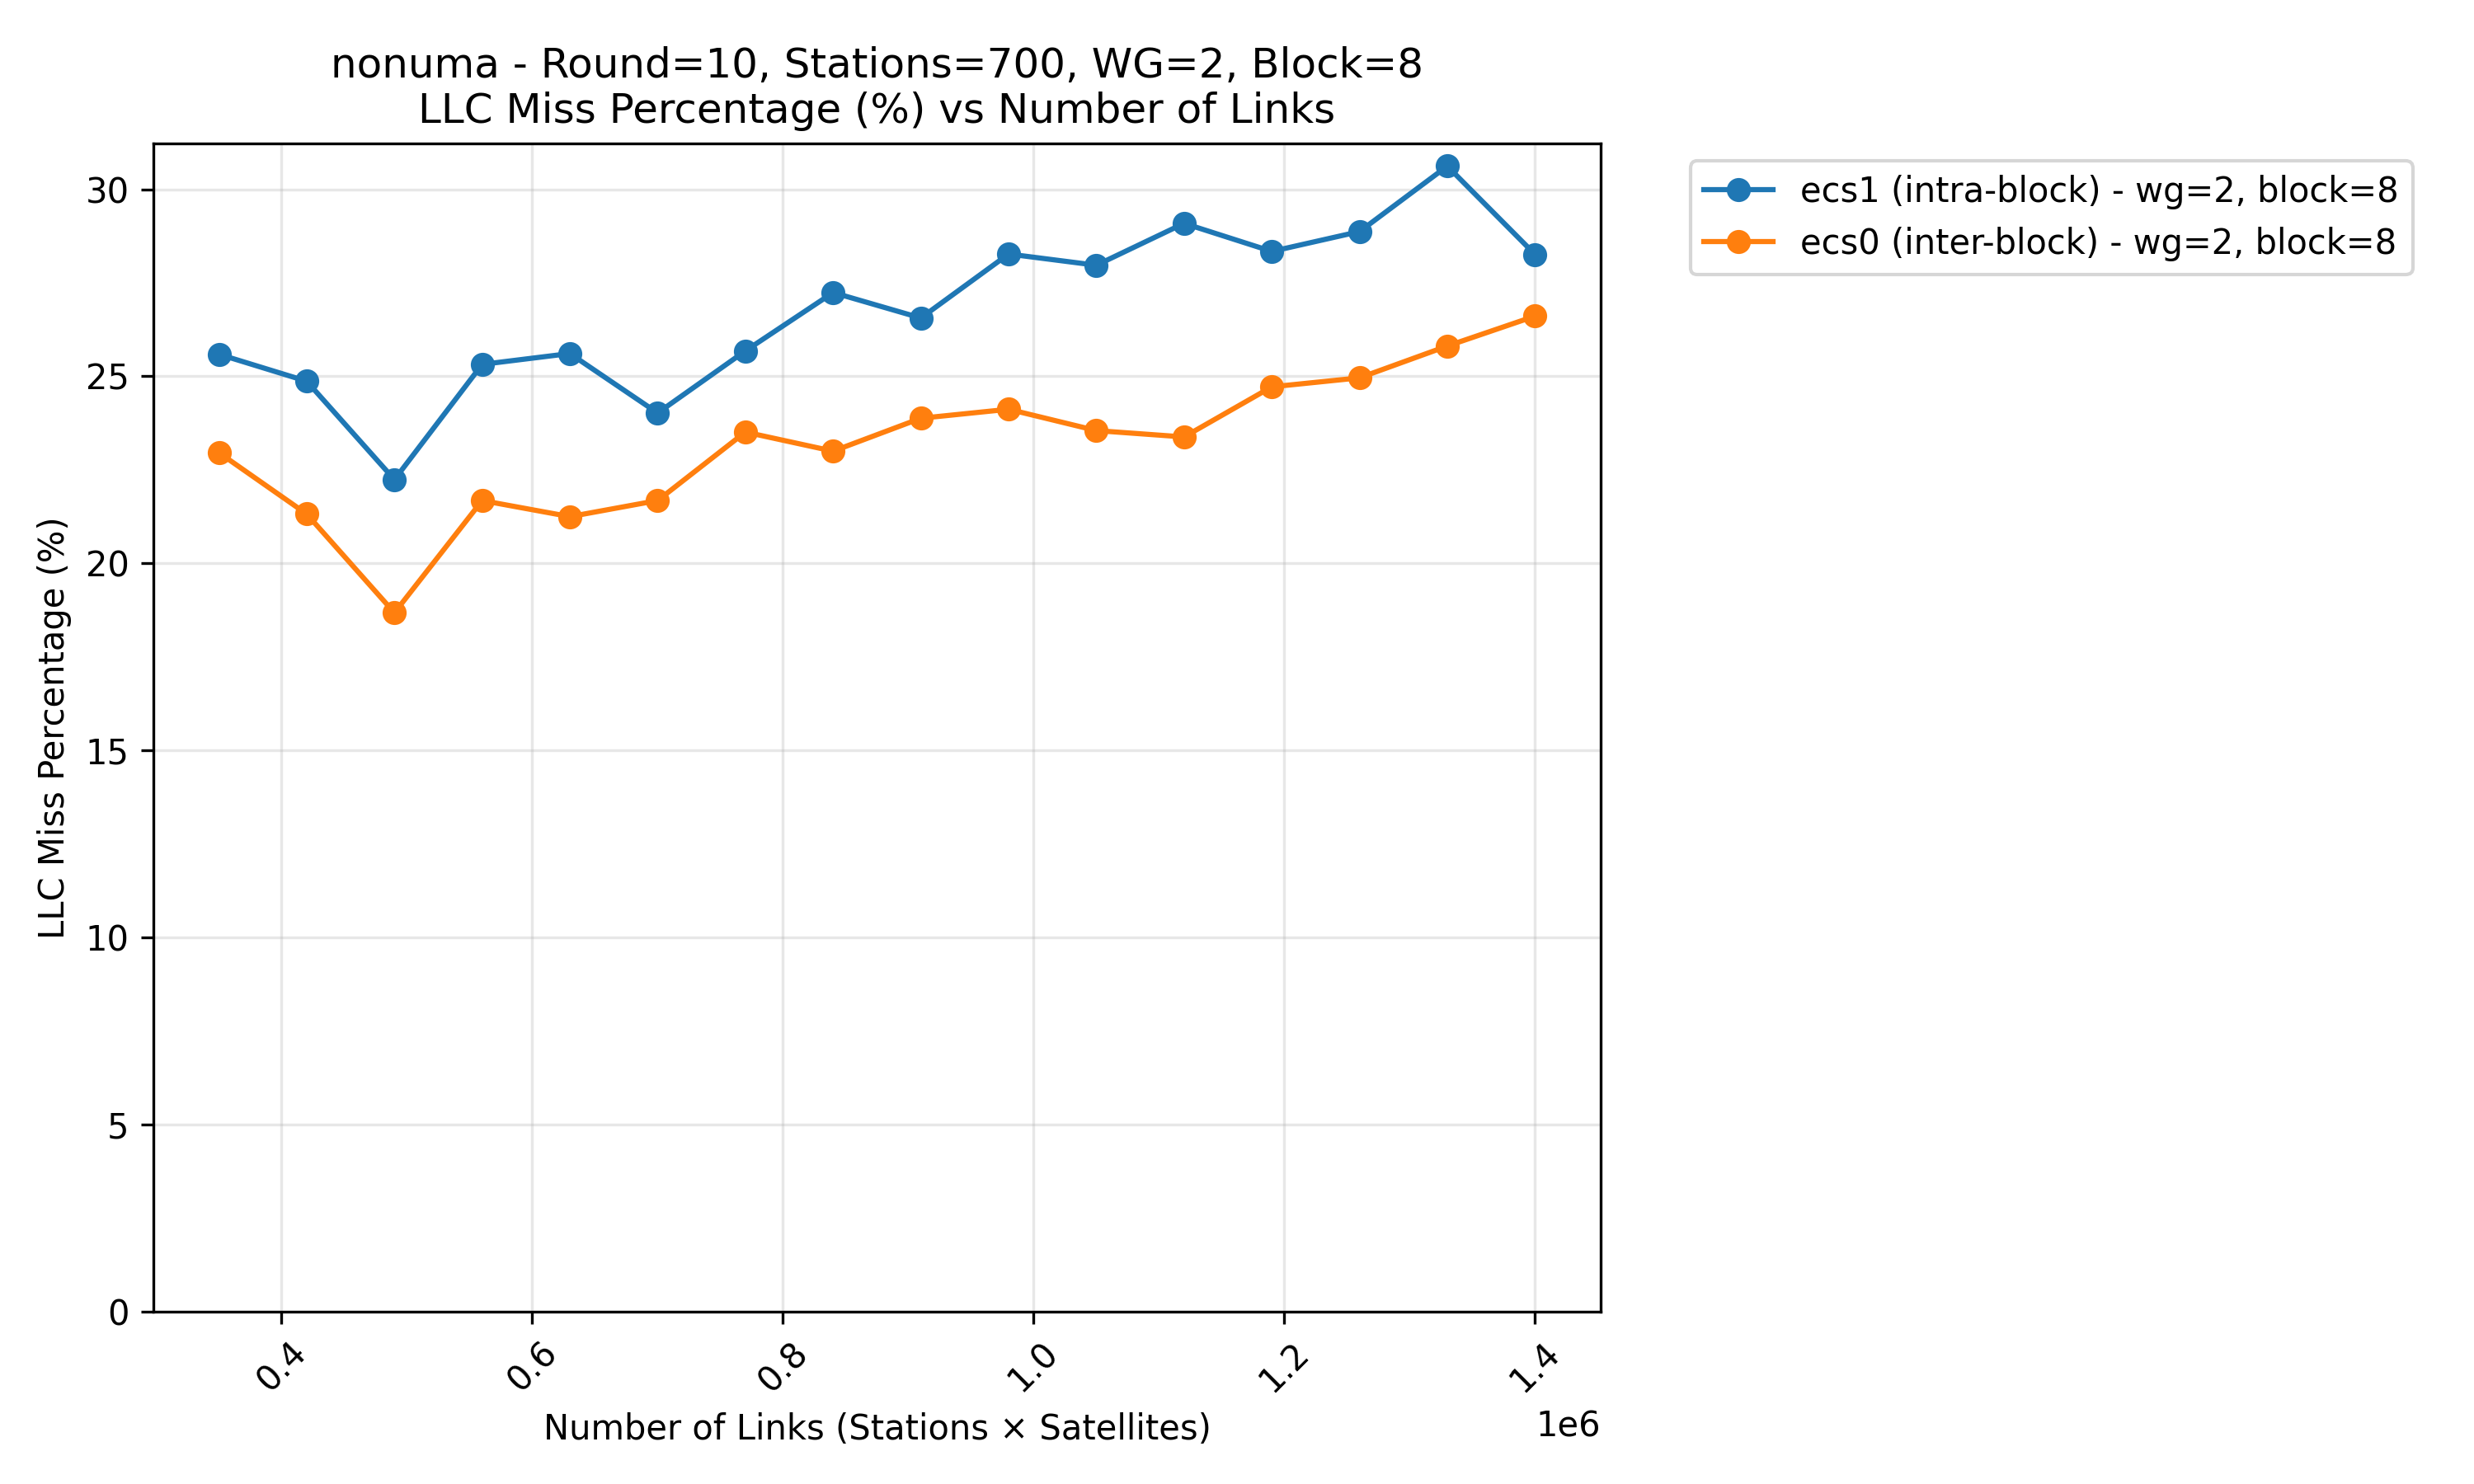 nonuma - Round=10, Stations=700, WG=2, Block=8
LLC Miss Percentage (%) vs Number of Links
ecs1 (intra-block) - wg=2, block=8
ecs0 (inter-block) - wg=2, block=8
LLC Miss Percentage (%)
30
25
20
15
10
5
0
0.4
0.6
0.8
1.0
1.2
1.4
1e6
Number of Links (Stations × Satellites)